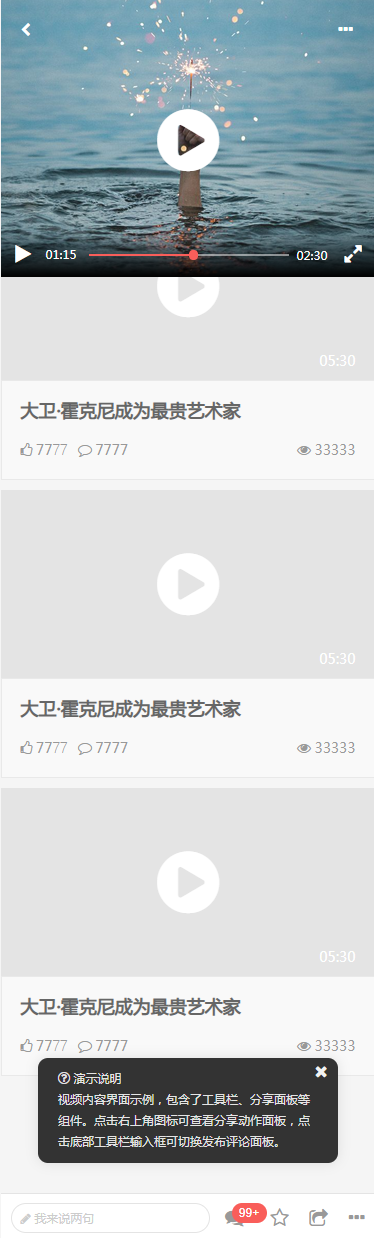 01:15
02:30
05:30
大卫·霍克尼成为最贵艺术家
7777 7777 33333
05:30
大卫·霍克尼成为最贵艺术家
7777 7777 33333
05:30
大卫·霍克尼成为最贵艺术家
7777 7777 33333
演示说明
视频内容界面示例，包含了工具栏、分享面板等
组件。点击右上角图标可查看分享动作面板，点
击底部工具栏输入框可切换发布评论面板。
我来说两句
99+